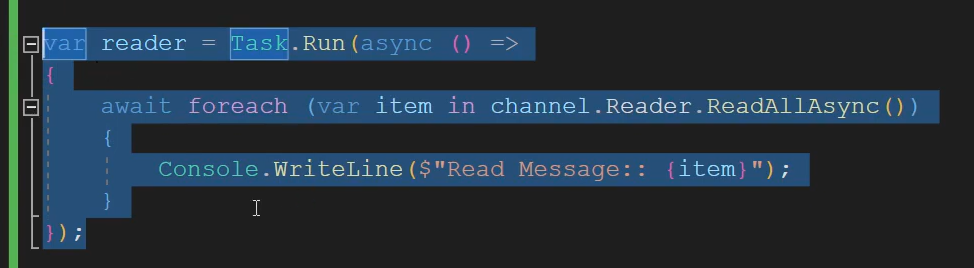 var reader = Task.Run(async () =>
{
await foreach (var item in channel.Reader.ReadAllAsync())
{
Console.WriteLine($"Read Message:: {item}");
}
});